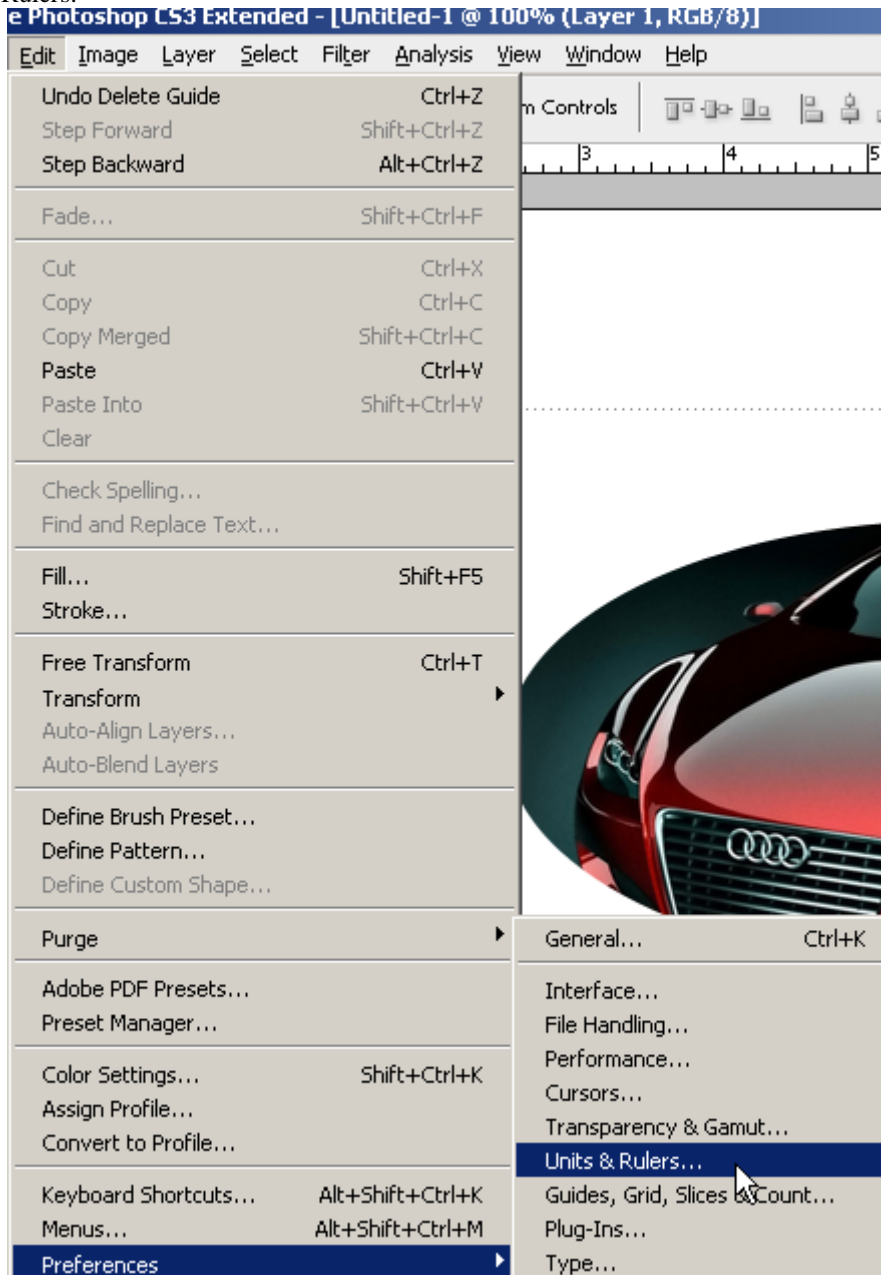 Rulers.
e Photoshop CS3 Extended - [Untitled-1 @ 100% (Layer 1, RGB/8)]
Edit Image Layer Select Filter Analysis View Window Help
m Controls
3 4 5
Undo Delete Guide Ctrl+Z
Step Forward Shift+Ctrl+Z
Step Backward Alt+Ctrl+Z
Fade... Shift+Ctrl+F
Cut Ctrl+X
Copy Ctrl+C
Copy Merged Shift+Ctrl+C
Paste Ctrl+V
Paste Into Shift+Ctrl+V
Clear
Check Spelling...
Find and Replace Text...
Fill... Shift+F5
Stroke...
Free Transform Ctrl+T
Transform
Auto-Align Layers...
Auto-Blend Layers
Define Brush Preset...
Define Pattern...
Define Custom Shape...
Purge
Adobe PDF Presets...
Preset Manager...
Color Settings... Shift+Ctrl+K
Assign Profile...
Convert to Profile...
Keyboard Shortcuts... Alt+Shift+Ctrl+K
Menus... Alt+Shift+Ctrl+M
Preferences
General... Ctrl+K
Interface...
File Handling...
Performance...
Cursors...
Transparency & Gamut...
Units & Rulers...
Guides, Grid, Slices & Count...
Plug-Ins...
Type...